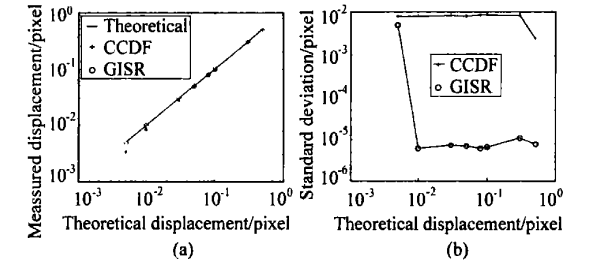 Meassured displacement/pixel
10^0
10^-1
10^-2
10^-3
Theoretical
CCDF
GISR
10^-3
10^-2
10^-1
10^0
Theoretical displacement/pixel
(a)
Standard deviation/pixel
10^-2
10^-3
10^-4
10^-5
10^-6
CCDF
GISR
10^-3
10^-2
10^-1
10^0
Theoretical displacement/pixel
(b)